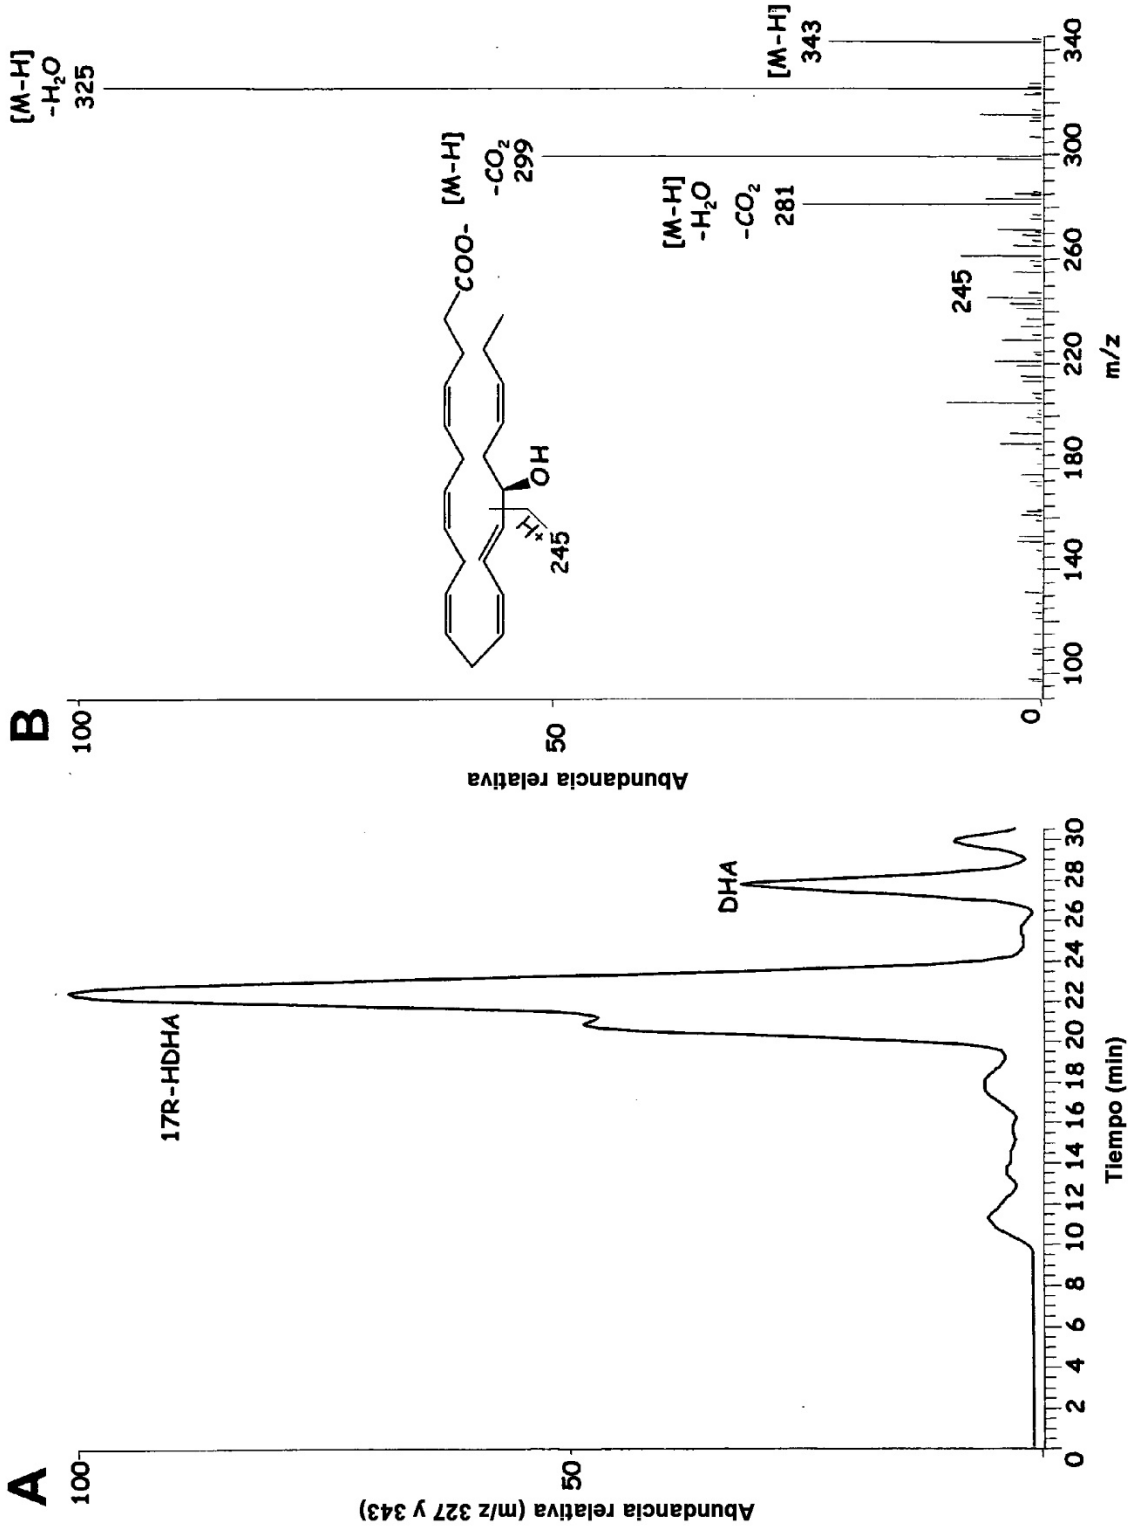 A
100
50
0
Abundancia relativa (m/z 327 y 343)
17R-HDHA
DHA
0 2 4 6 8 10 12 14 16 18 20 22 24 26 28 30
Tiempo (min)
B
100
50
0
Abundancia relativa
[M-H]
-H₂O
325
[M-H]
-CO₂
299
[M-H]
-H₂O
-CO₂
281
[M-H]
343
245
COO-
OH
H+
245
100 140 180 220 260 300 340
m/z